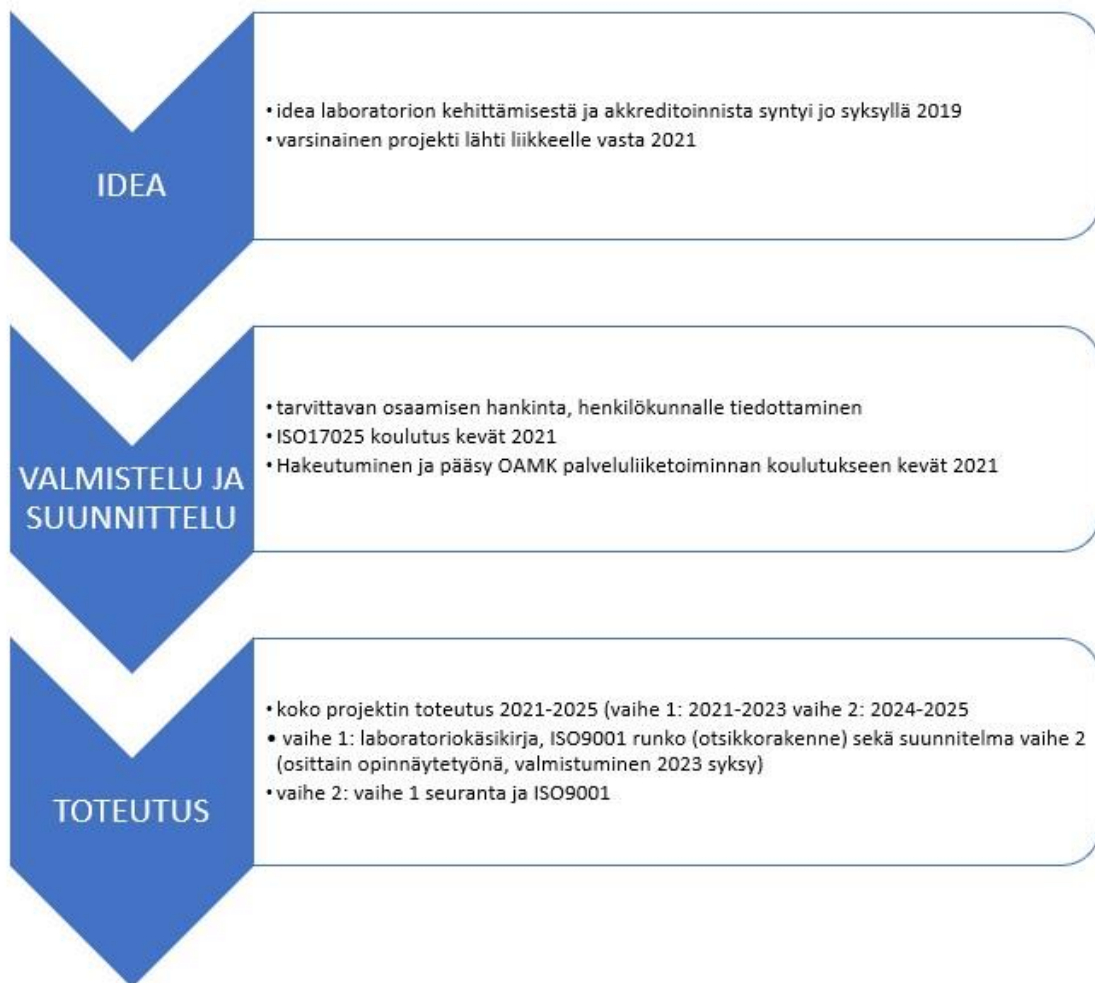 IDEA
• idea laboratorion kehittämisestä ja akkreditoinnista syntyi jo syksyllä 2019
• varsinainen projekti lähti liikkeelle vasta 2021
VALMISTELU JA
SUUNNITTELU
• tarvittavan osaamisen hankinta, henkilökunnalle tiedottaminen
• ISO17025 koulutus kevät 2021
• Hakeutuminen ja pääsy OAMK palveluliiketoiminnan koulutukseen kevät 2021
TOTEUTUS
• koko projektin toteutus 2021-2025 (vaihe 1: 2021-2023 vaihe 2: 2024-2025
• vaihe 1: laboratoriokäsikirja, ISO9001 runko (otsikkorakenne) sekä suunnitelma vaihe 2
(osittain opinnäytetyönä, valmistuminen 2023 syksy)
• vaihe 2: vaihe 1 seuranta ja ISO9001